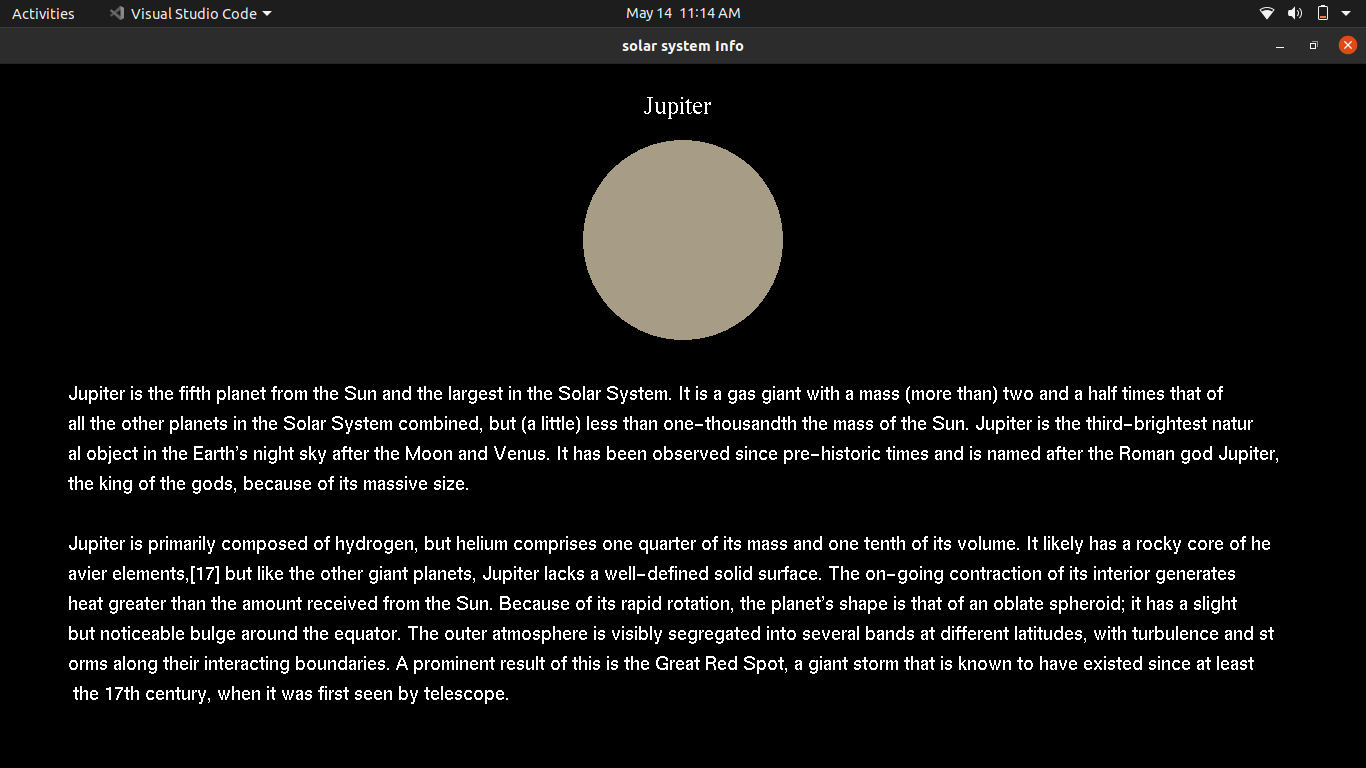 Activities
Visual Studio Code
May 14 11:14 AM
solar system Info
Jupiter
Jupiter is the fifth planet from the Sun and the largest in the Solar System. It is a gas giant with a mass (more than) two and a half times that of
all the other planets in the Solar System combined, but (a little) less than one-thousandth the mass of the Sun. Jupiter is the third-brightest natur
al object in the Earth's night sky after the Moon and Venus. It has been observed since pre-historic times and is named after the Roman god Jupiter,
the king of the gods, because of its massive size.
Jupiter is primarily composed of hydrogen, but helium comprises one quarter of its mass and one tenth of its volume. It likely has a rocky core of he
avier elements,[17] but like the other giant planets, Jupiter lacks a well-defined solid surface. The on-going contraction of its interior generates
heat greater than the amount received from the Sun. Because of its rapid rotation, the planet's shape is that of an oblate spheroid; it has a slight
but noticeable bulge around the equator. The outer atmosphere is visibly segregated into several bands at different latitudes, with turbulence and st
orms along their interacting boundaries. A prominent result of this is the Great Red Spot, a giant storm that is known to have existed since at least
the 17th century, when it was first seen by telescope.